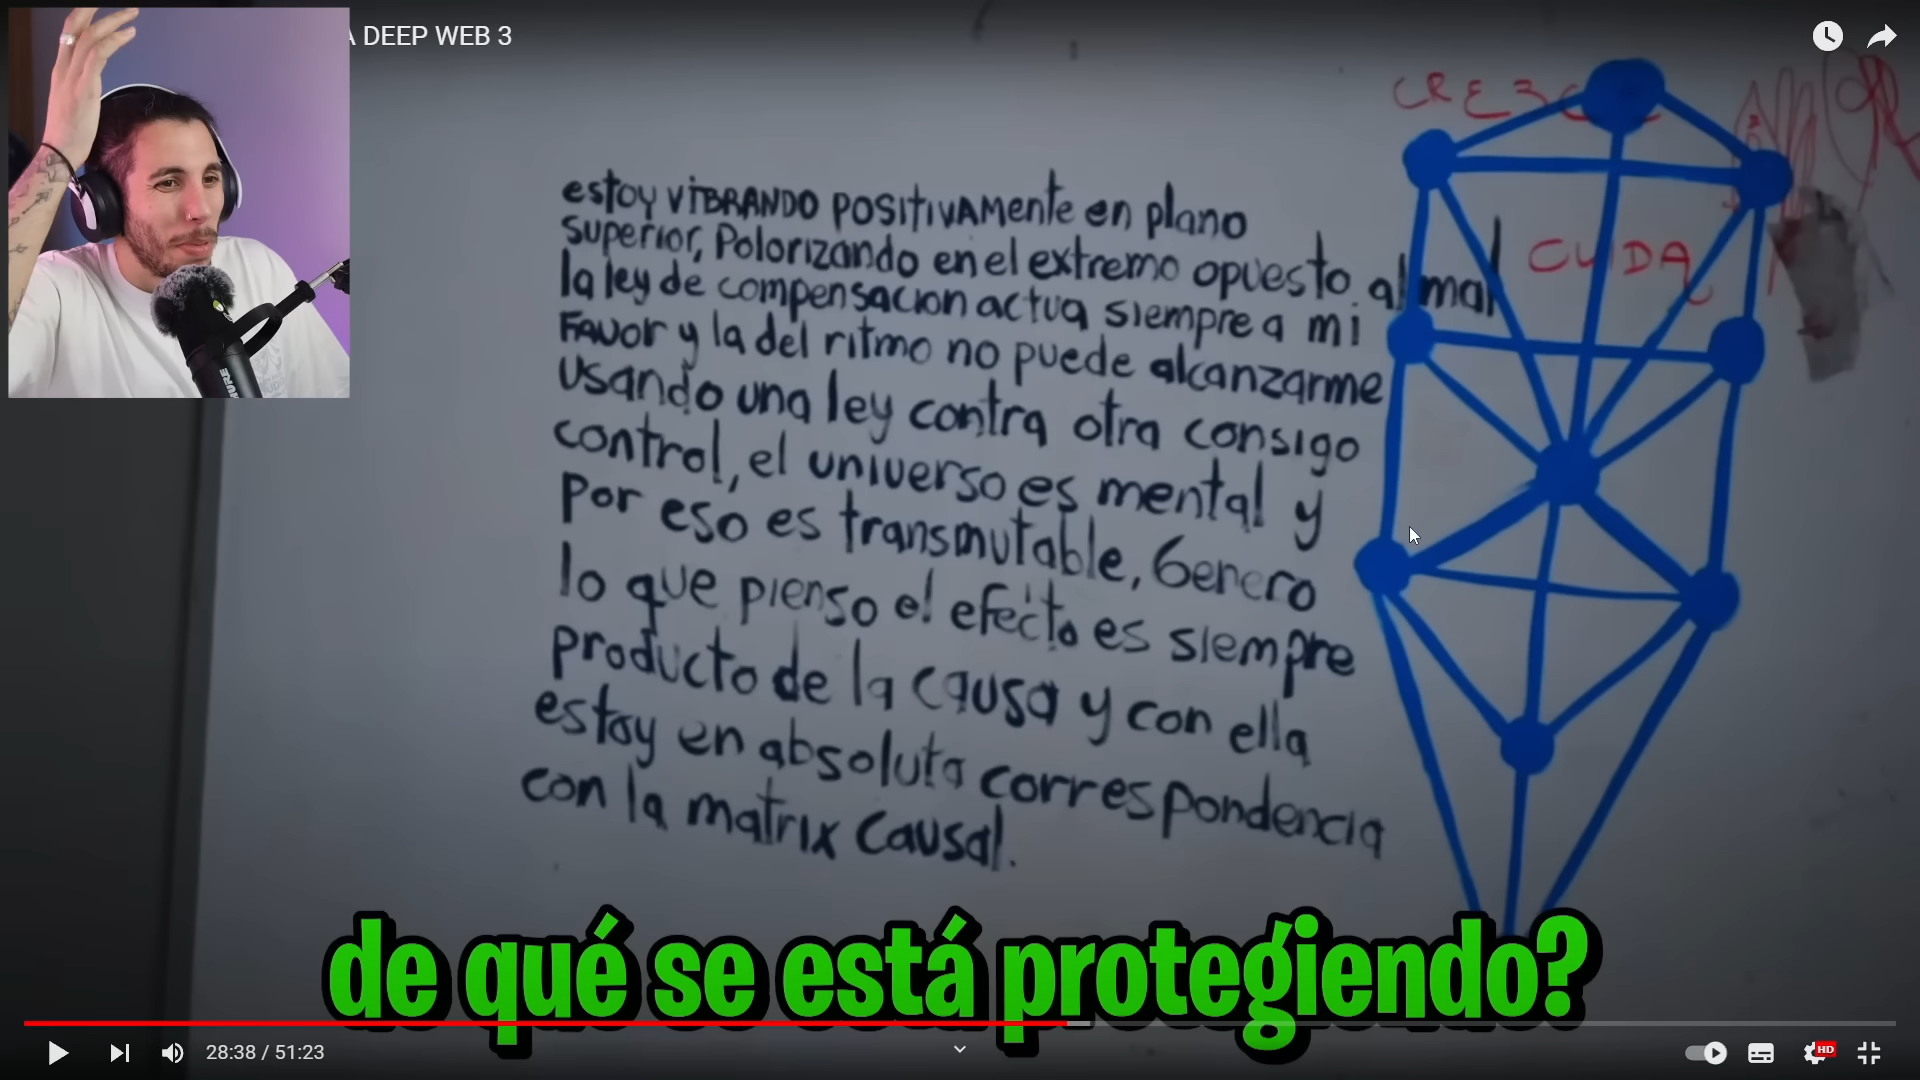 A DEEP WEB 3
CUIDA
estoy VIBRANDO POSITIVAMente en plano
superior, Polorizando en el extremo opuesto al mal
la ley de compensacion actua siempre a mi
Favor y la del ritmo no puede alcanzarme
Usando una ley contra otra consigo
control, el universo es mental y
Por eso es transmutable, Genero
lo que pienso el efecto es siempre
producto de la causa y con ella
estoy en absoluta correspondencia
con la matrix causal.
de qué se está protegiendo?
28:38 / 51:23
HD